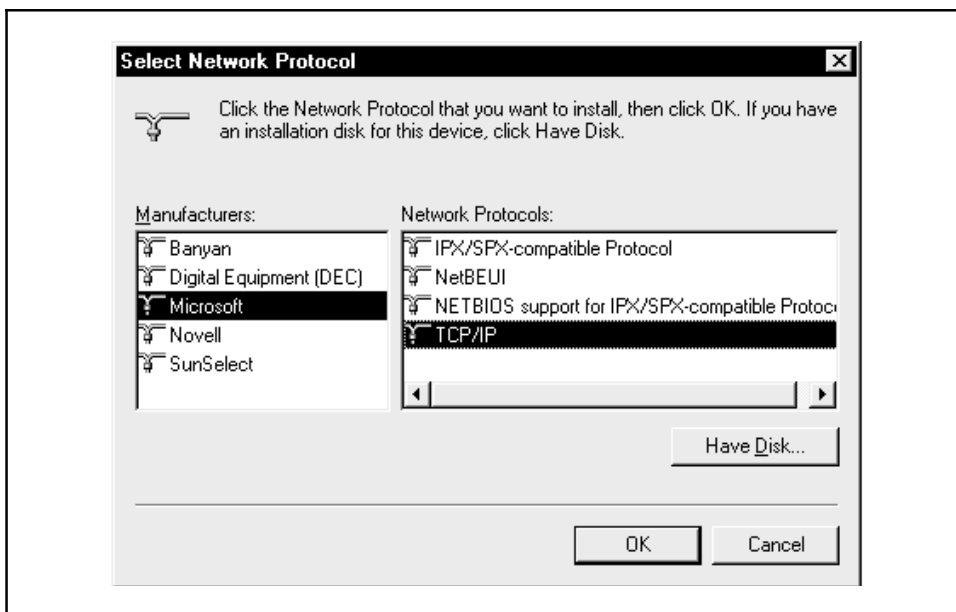 Select Network Protocol
Click the Network Protocol that you want to install, then click OK. If you have
an installation disk for this device, click Have Disk.
Manufacturers:
Banyan
Digital Equipment (DEC)
Microsoft
Novell
SunSelect
Network Protocols:
IPX/SPX-compatible Protocol
NetBEUI
NETBIOS support for IPX/SPX-compatible Protoc
TCP/IP
Have Disk...
OK
Cancel